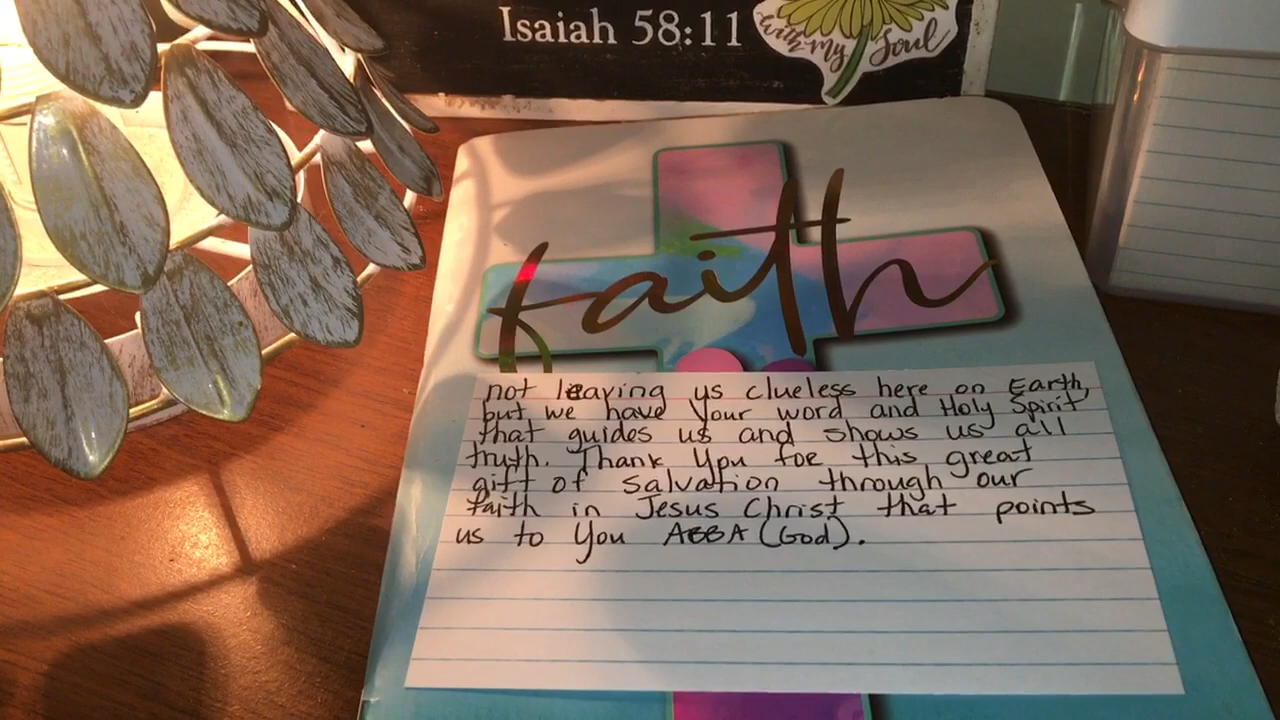 Isaiah 58:11
with my Soul
faith
not leaving us clueless here on Earth,
but we have Your word and Holy Spirit
that guides us and shows us all
truth. Thank You for this great
gift of salvation through our
faith in Jesus Christ that points
us to You ABBA (God).